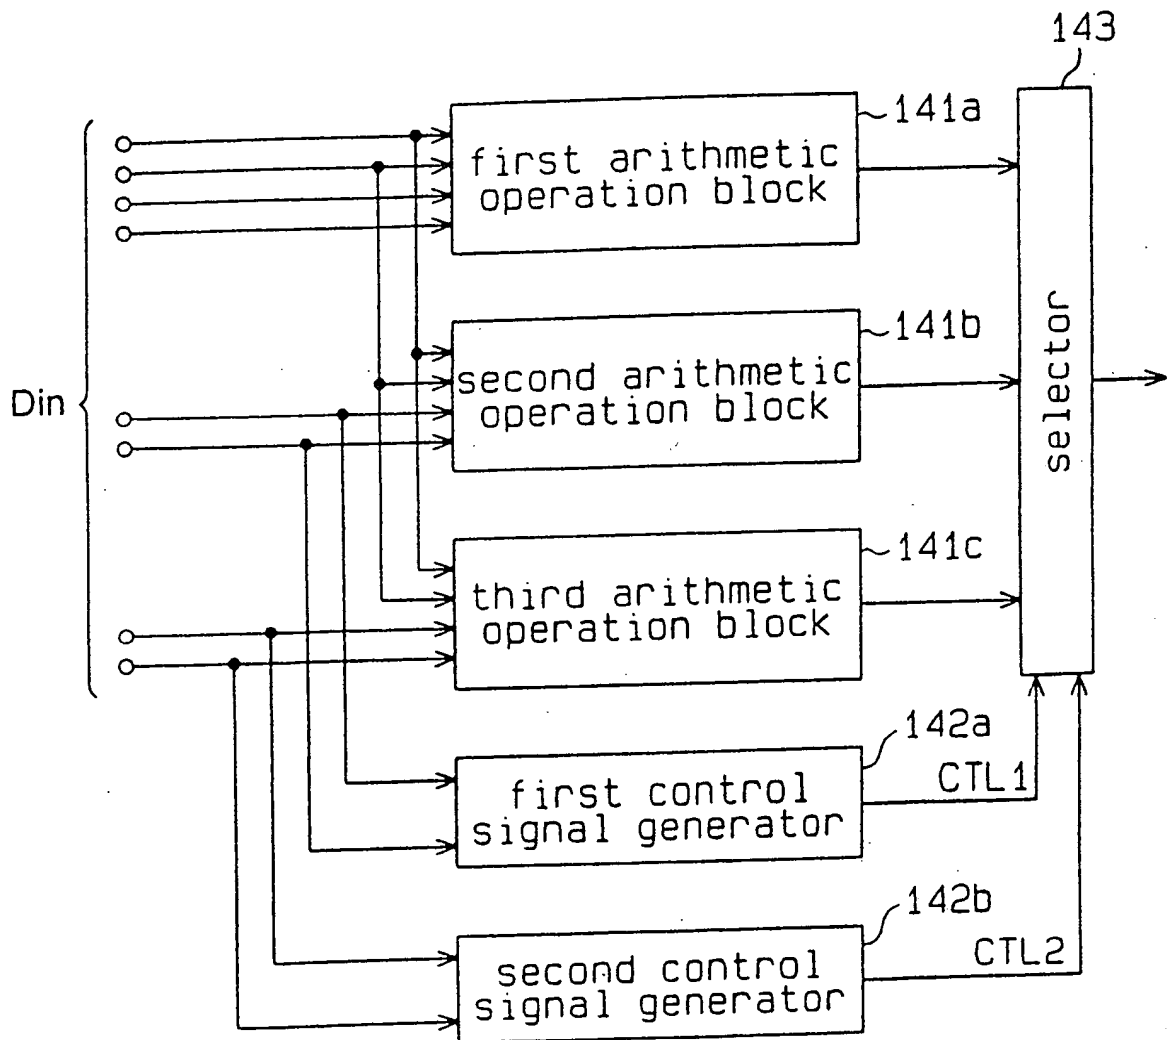 143
141a
first arithmetic
operation block
141b
second arithmetic
operation block
selector
Din
141c
third arithmetic
operation block
142a
CTL1
first control
signal generator
142b
CTL2
second control
signal generator